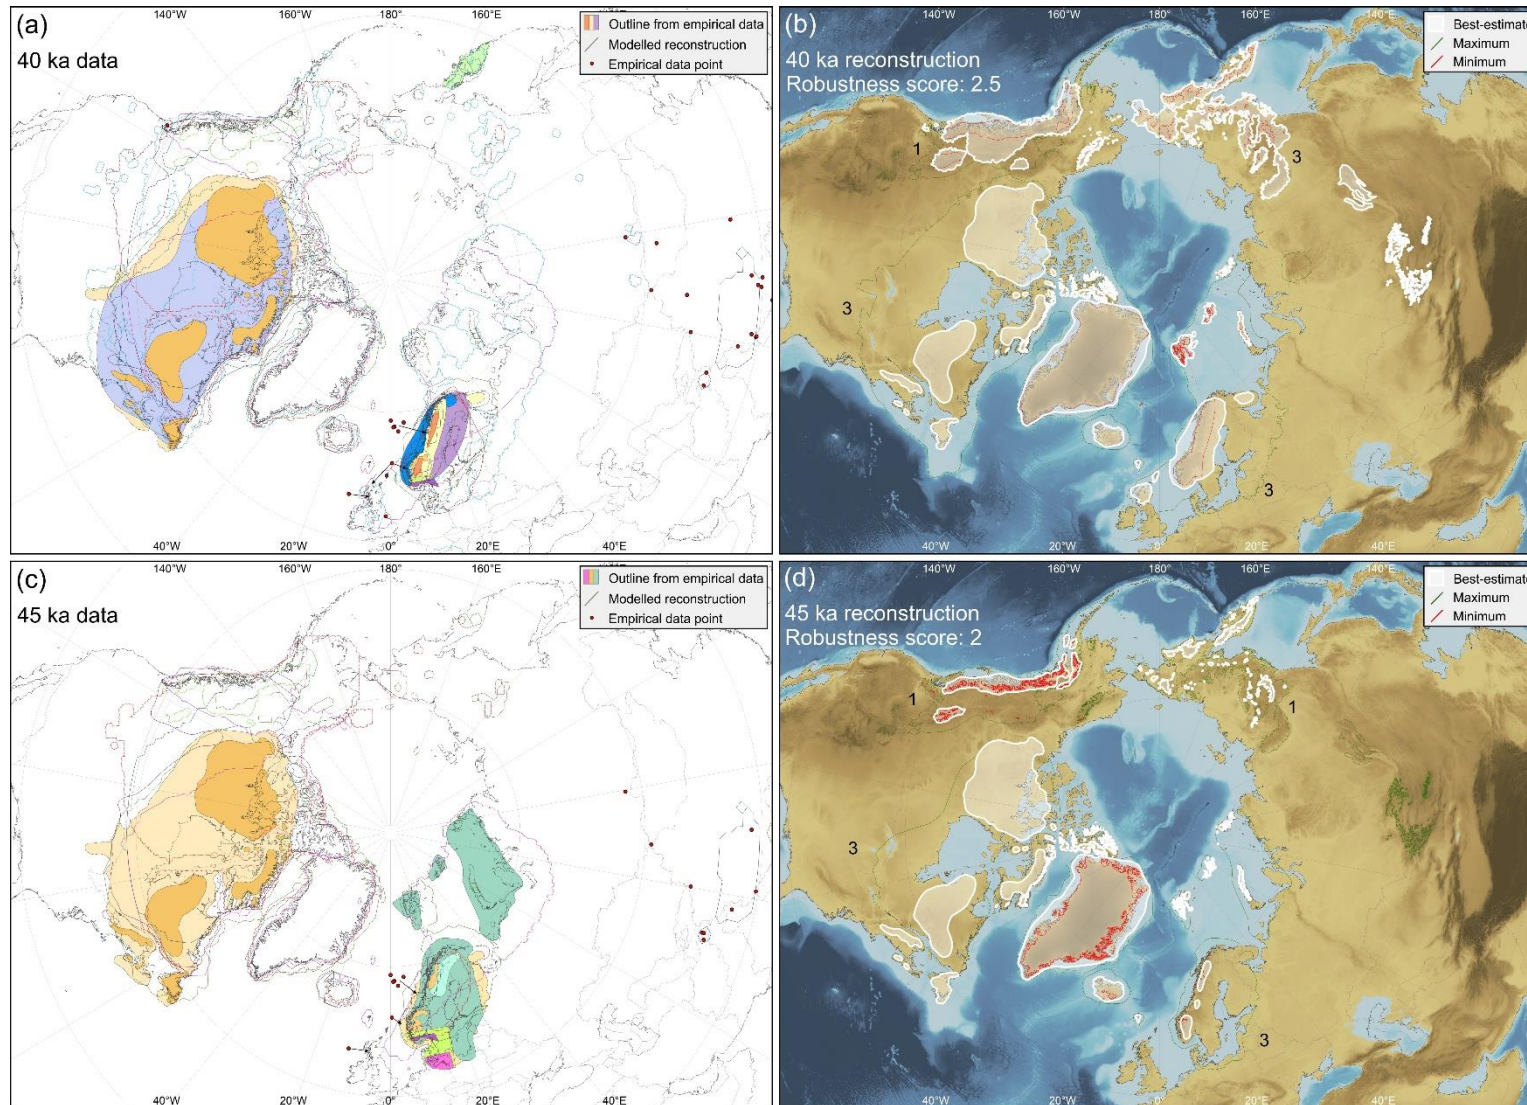 (a)
140°W
160°W
180°E
160°E
40 ka data
Outline from empirical data
Modelled reconstruction
Empirical data point
40°W
20°W
0°
20°E
40°E
(b)
140°W
160°W
180°E
160°E
40 ka reconstruction
Robustness score: 2.5
Best-estimate
Maximum
Minimum
1
3
3
3
40°W
20°W
0°
20°E
40°E
(c)
140°W
160°W
180°E
160°E
45 ka data
Outline from empirical data
Modelled reconstruction
Empirical data point
40°W
20°W
0°
20°E
40°E
(d)
140°W
160°W
180°E
160°E
45 ka reconstruction
Robustness score: 2
Best-estimate
Maximum
Minimum
1
1
3
3
40°W
20°W
0°
20°E
40°E